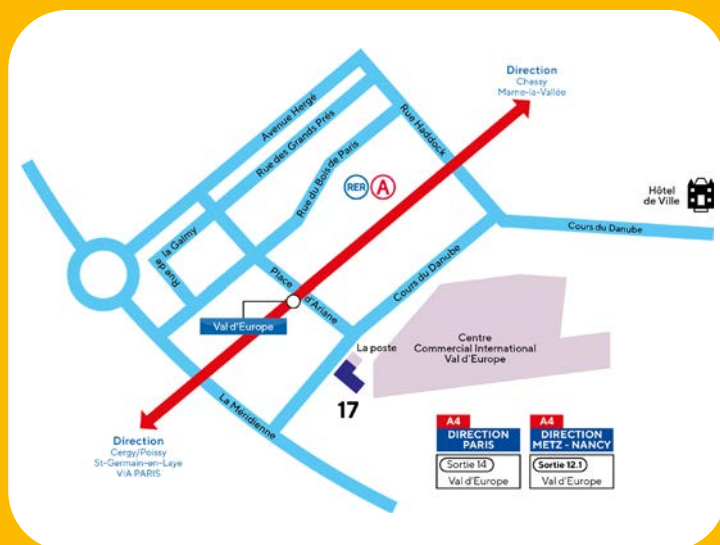 Direction
Chessy
Marne-la-Vallée
Avenue Hergé
Rue des Grands Prés
Rue Haddock
Rue du Bois de Paris
RER A
Hôtel
de Ville
Cours du Danube
Rue de
la Galmy
Place
d'Ariane
Cours du Danube
Val d'Europe
Centre
Commercial International
Val d'Europe
La poste
17
La Méridienne
Direction
Cergy/Poissy
St-Germain-en-Laye
VIA PARIS
A4
DIRECTION
PARIS
Sortie 14
Val d'Europe
A4
DIRECTION
METZ - NANCY
Sortie 12.1
Val d'Europe